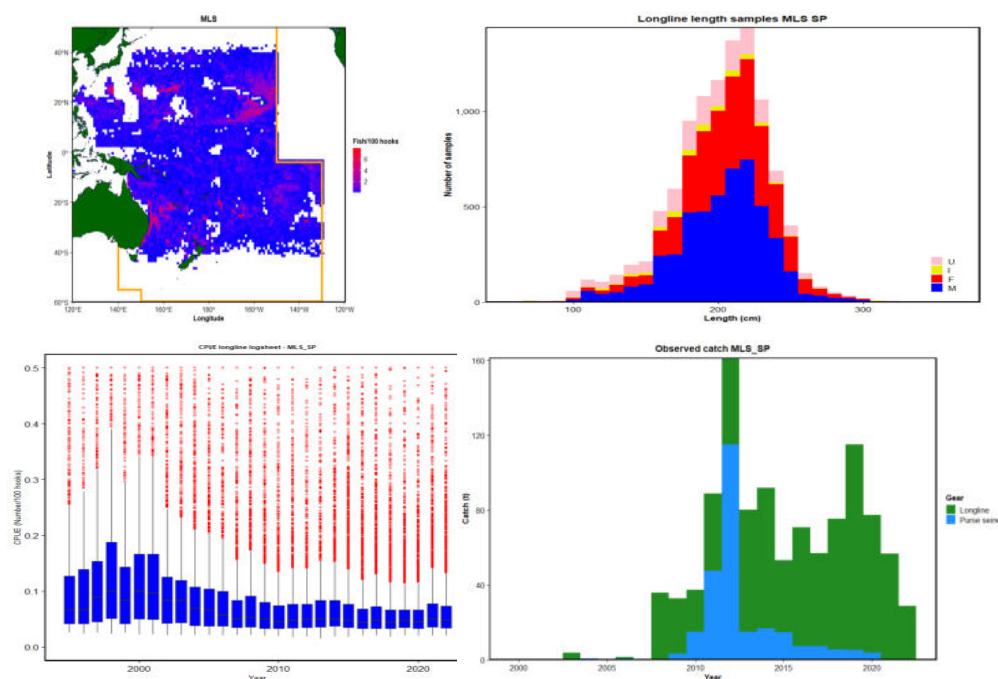 MLS
40°N
20°N
0°
20°S
40°S
60°S
Latitude
120°E 140°E 160°E 180° 160°W 140°W 120°W
Longitude
Fish/100 hooks
6
4
2
Longline length samples MLS SP
1,000
500
0
Number of samples
100 200 300
Length (cm)
U
I
F
M
CPUE longline logsheet - MLS_SP
0.5
0.4
0.3
0.2
0.1
0.0
CPUE (Number/100 hooks)
2000 2010 2020
Year
Observed catch MLS_SP
160
120
80
40
0
Catch (t)
2000 2005 2010 2015 2020
Year
Gear
Longline
Purse seine